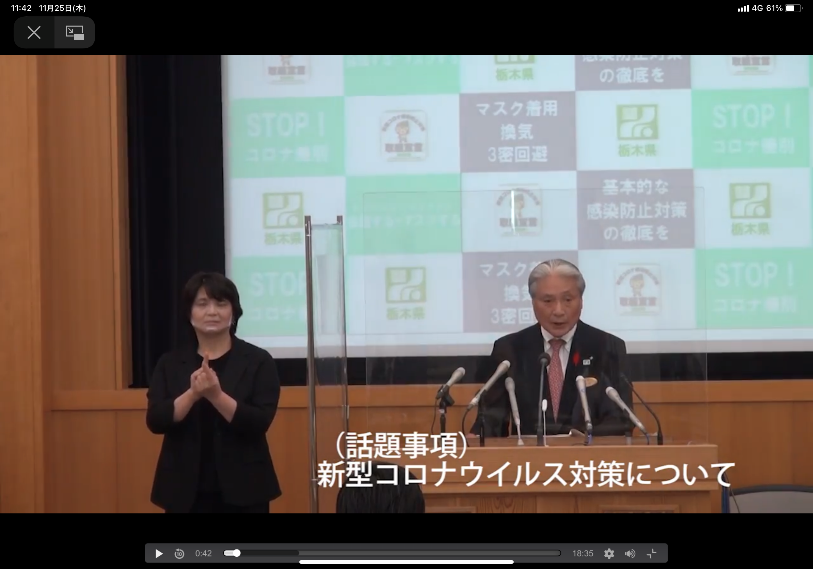 11:42 11月25日(木)
4G 61%
感染防止対策
の徹底を
栃木県
STOP！
コロナ差別
マスク着用
換気
3密回避
栃木県
STOP！
コロナ差別
栃木県
基本的な
感染防止対策
の徹底を
栃木県
STOP！
コロナ差別
栃木県
マスク
換気
3密回
STOP！
コロナ差別
（話題事項）
新型コロナウイルス対策について
10
0:42
18:35